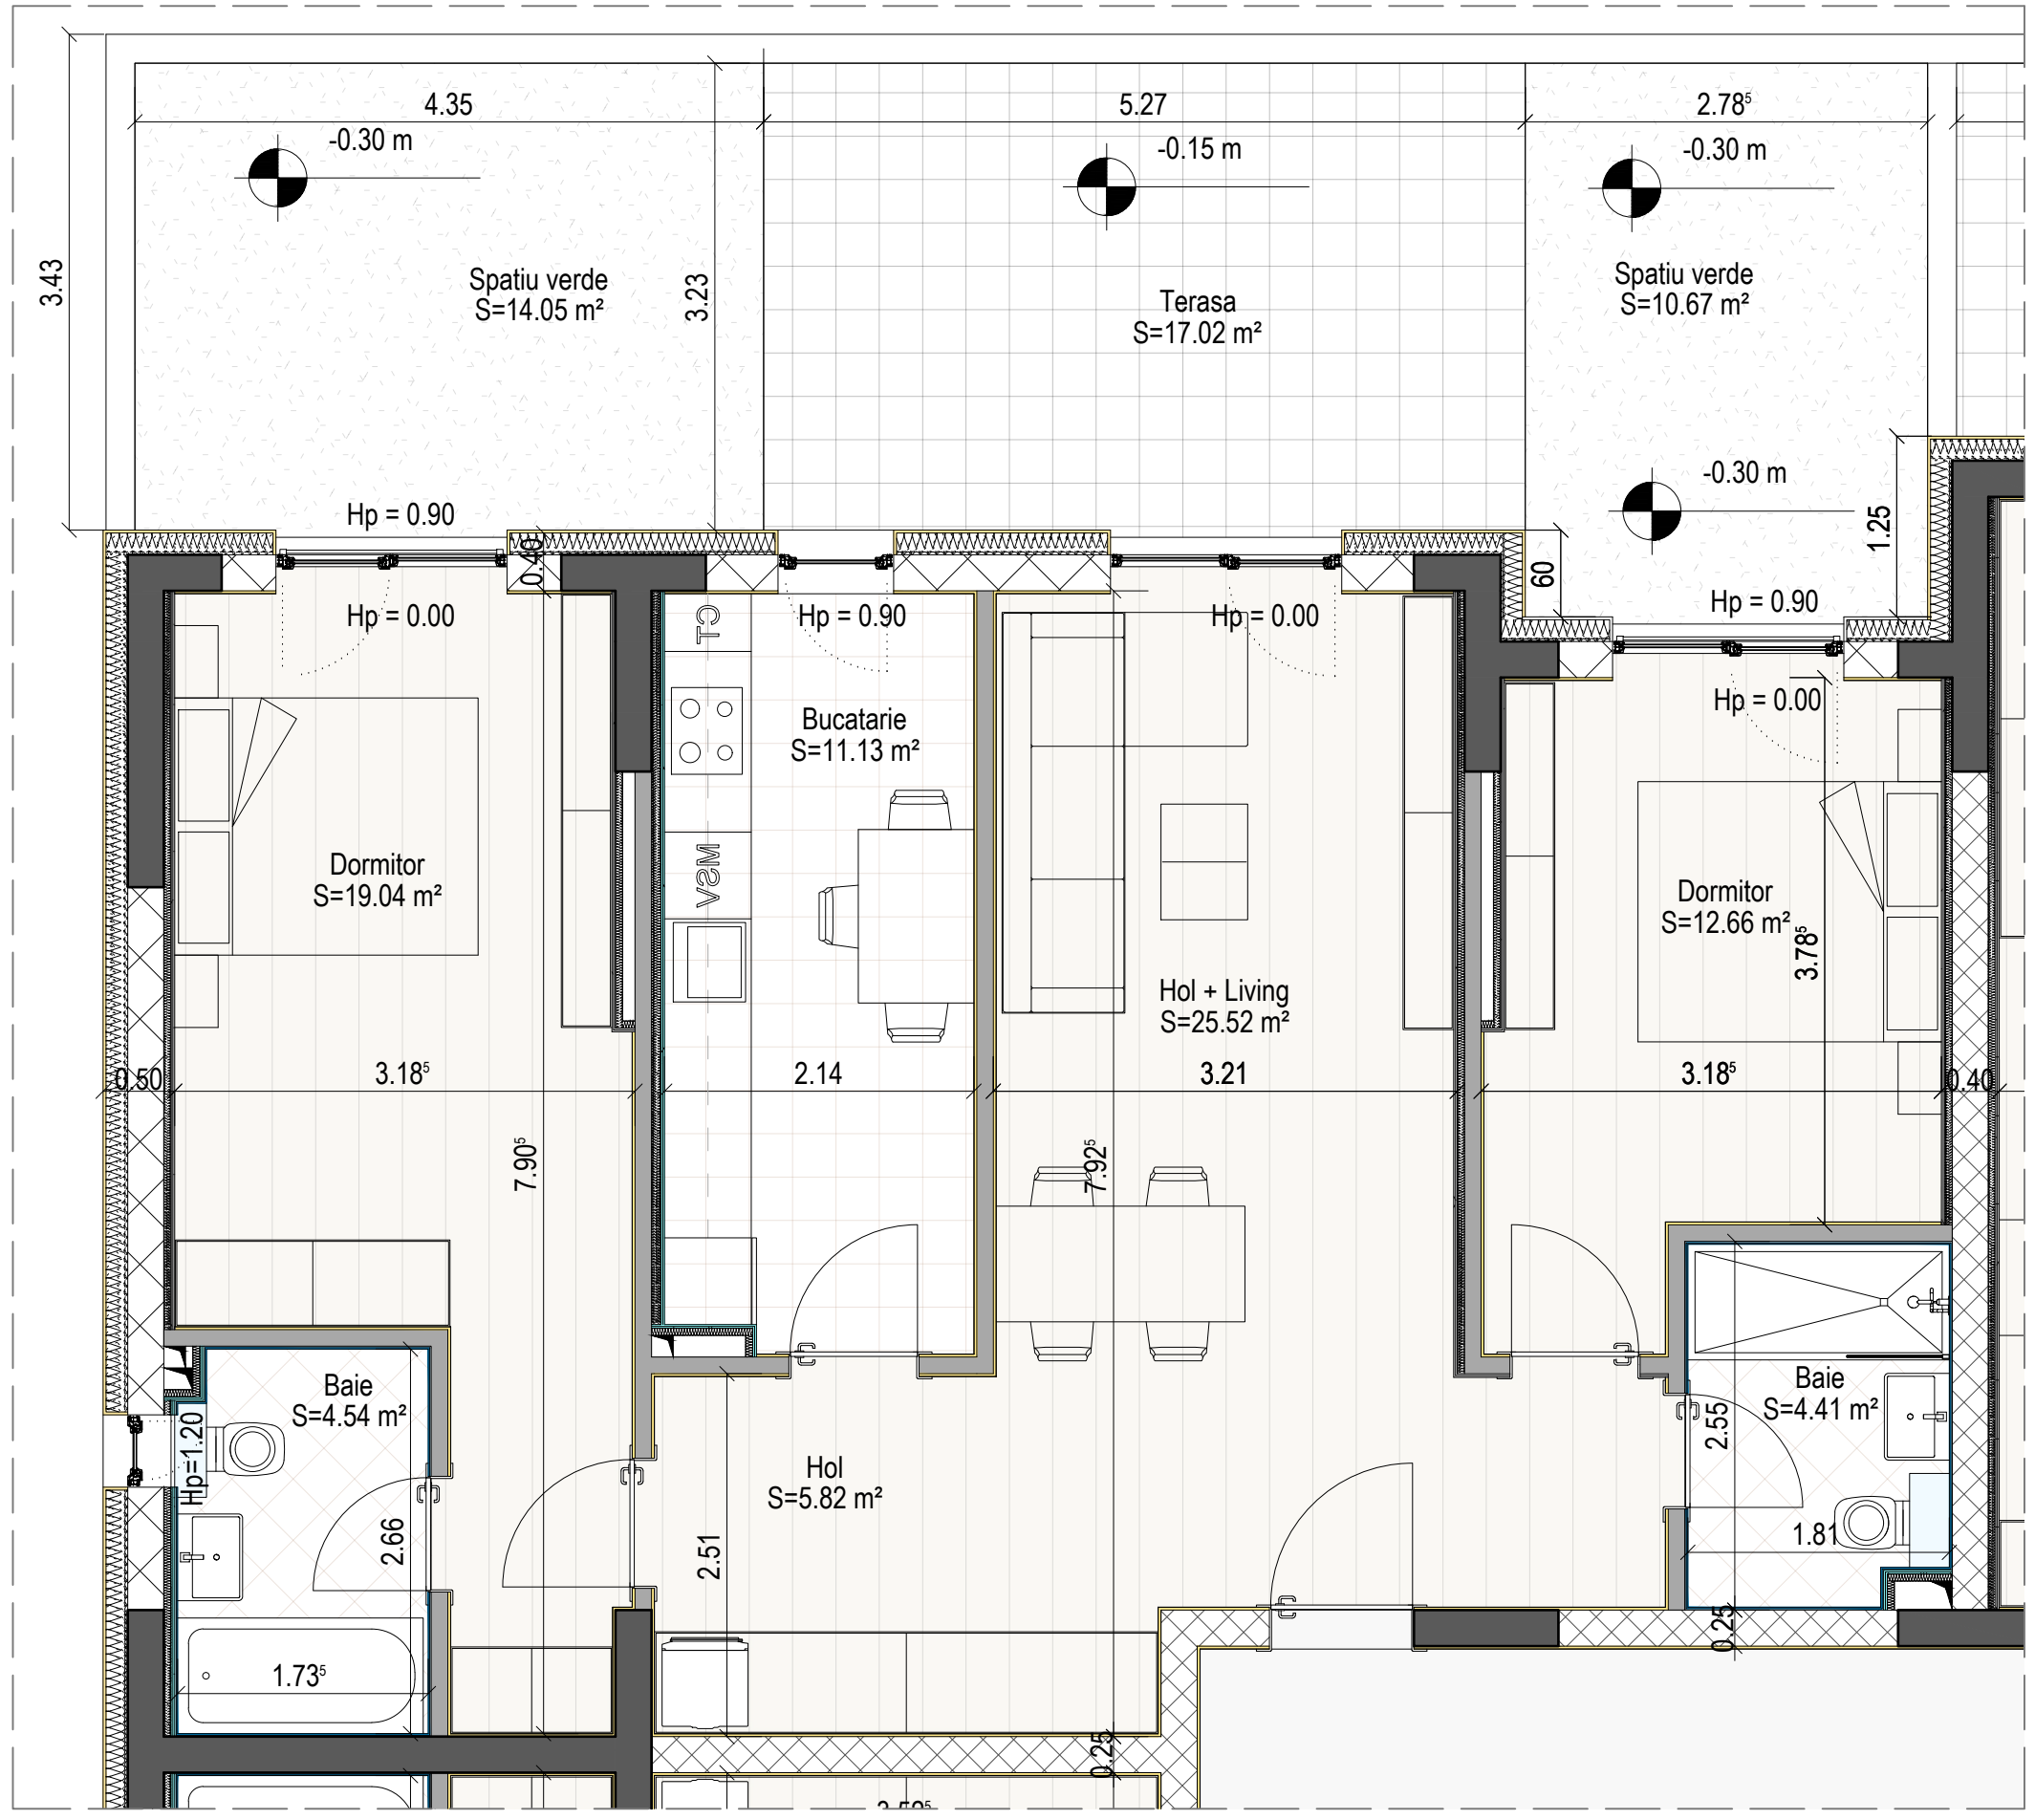 4.35
5.27
2.78⁵
-0.30 m
-0.15 m
-0.30 m
3.43
3.23
Spatiu verde
S=14.05 m²
Terasa
S=17.02 m²
Spatiu verde
S=10.67 m²
-0.30 m
1.25
Hp = 0.90
0.40
60
Hp = 0.90
Hp = 0.00
CT
Hp = 0.90
Hp = 0.00
Hp = 0.00
Bucatarie
S=11.13 m²
MSV
Dormitor
S=19.04 m²
Dormitor
S=12.66 m²
3.78⁵
Hol + Living
S=25.52 m²
0.50
3.18⁵
2.14
3.21
3.18⁵
0.40
7.90⁵
7.92⁵
Baie
S=4.54 m²
Hp=1.20
Baie
S=4.41 m²
2.55
Hol
S=5.82 m²
2.66
2.51
1.81
0.25
1.73⁵
0.25